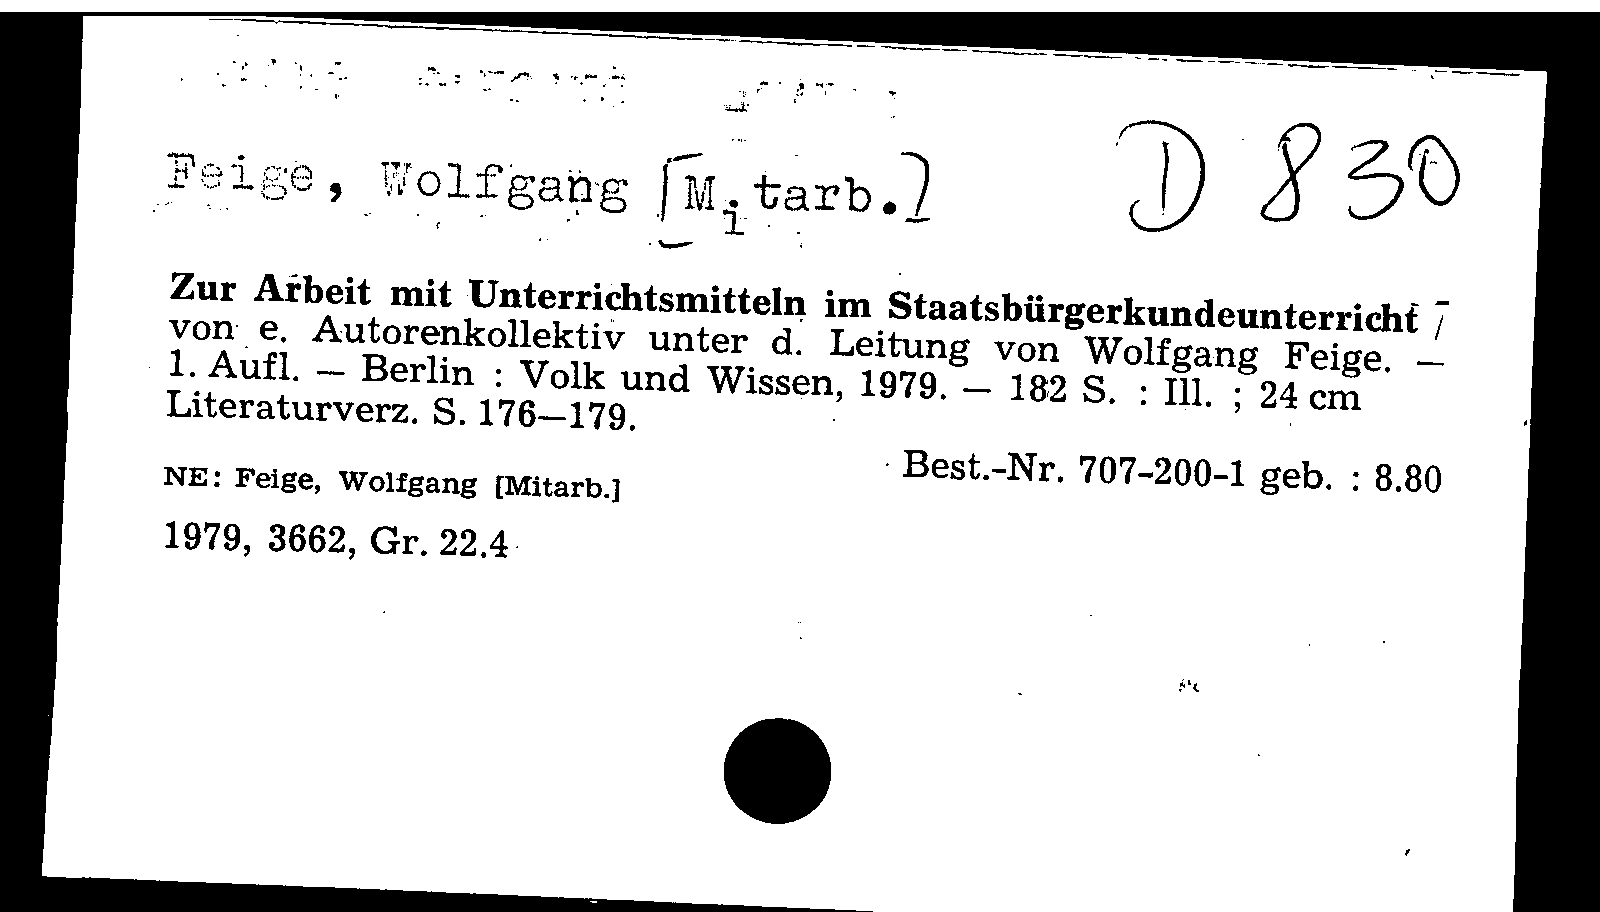 Feige, Wolfgang [Mitarb.]
D 830
Zur Arbeit mit Unterrichtsmitteln im Staatsbürgerkundeunterricht /
von e. Autorenkollektiv unter d. Leitung von Wolfgang Feige. —
1. Aufl. — Berlin : Volk und Wissen, 1979. — 182 S. : Ill. ; 24 cm
Literaturverz. S. 176—179.
Best.-Nr. 707-200-1 geb. : 8.80
NE: Feige, Wolfgang [Mitarb.]
1979, 3662, Gr. 22.4